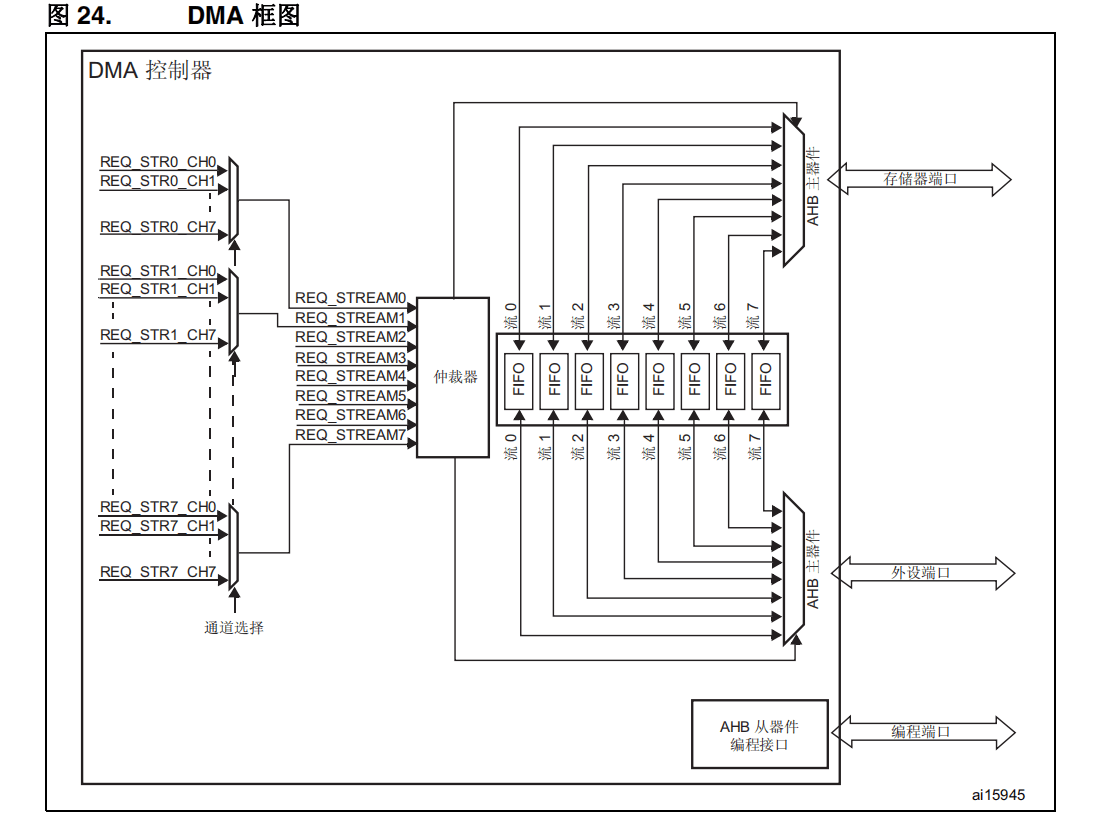 图 24. DMA 框图
DMA 控制器
REQ_STR0_CH0
REQ_STR0_CH1
REQ_STR0_CH7
REQ_STR1_CH0
REQ_STR1_CH1
REQ_STR1_CH7
REQ_STR7_CH0
REQ_STR7_CH1
REQ_STR7_CH7
通道选择
REQ_STREAM0
REQ_STREAM1
REQ_STREAM2
REQ_STREAM3
REQ_STREAM4
REQ_STREAM5
REQ_STREAM6
REQ_STREAM7
仲裁器
流 0
流 1
流 2
流 3
流 4
流 5
流 6
流 7
FIFO
FIFO
FIFO
FIFO
FIFO
FIFO
FIFO
FIFO
流 0
流 1
流 2
流 3
流 4
流 5
流 6
流 7
AHB 主器件
存储器端口
AHB 主器件
外设端口
AHB 从器件
编程接口
编程端口
ai15945